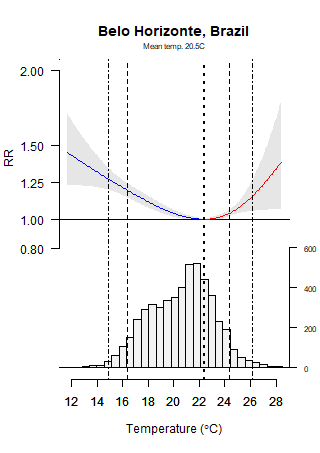 Belo Horizonte, Brazil
Mean temp. 20.5C
2.00
1.50
1.25
1.00
0.80
RR
600
400
200
0
12 14 16 18 20 22 24 26 28
Temperature (°C)